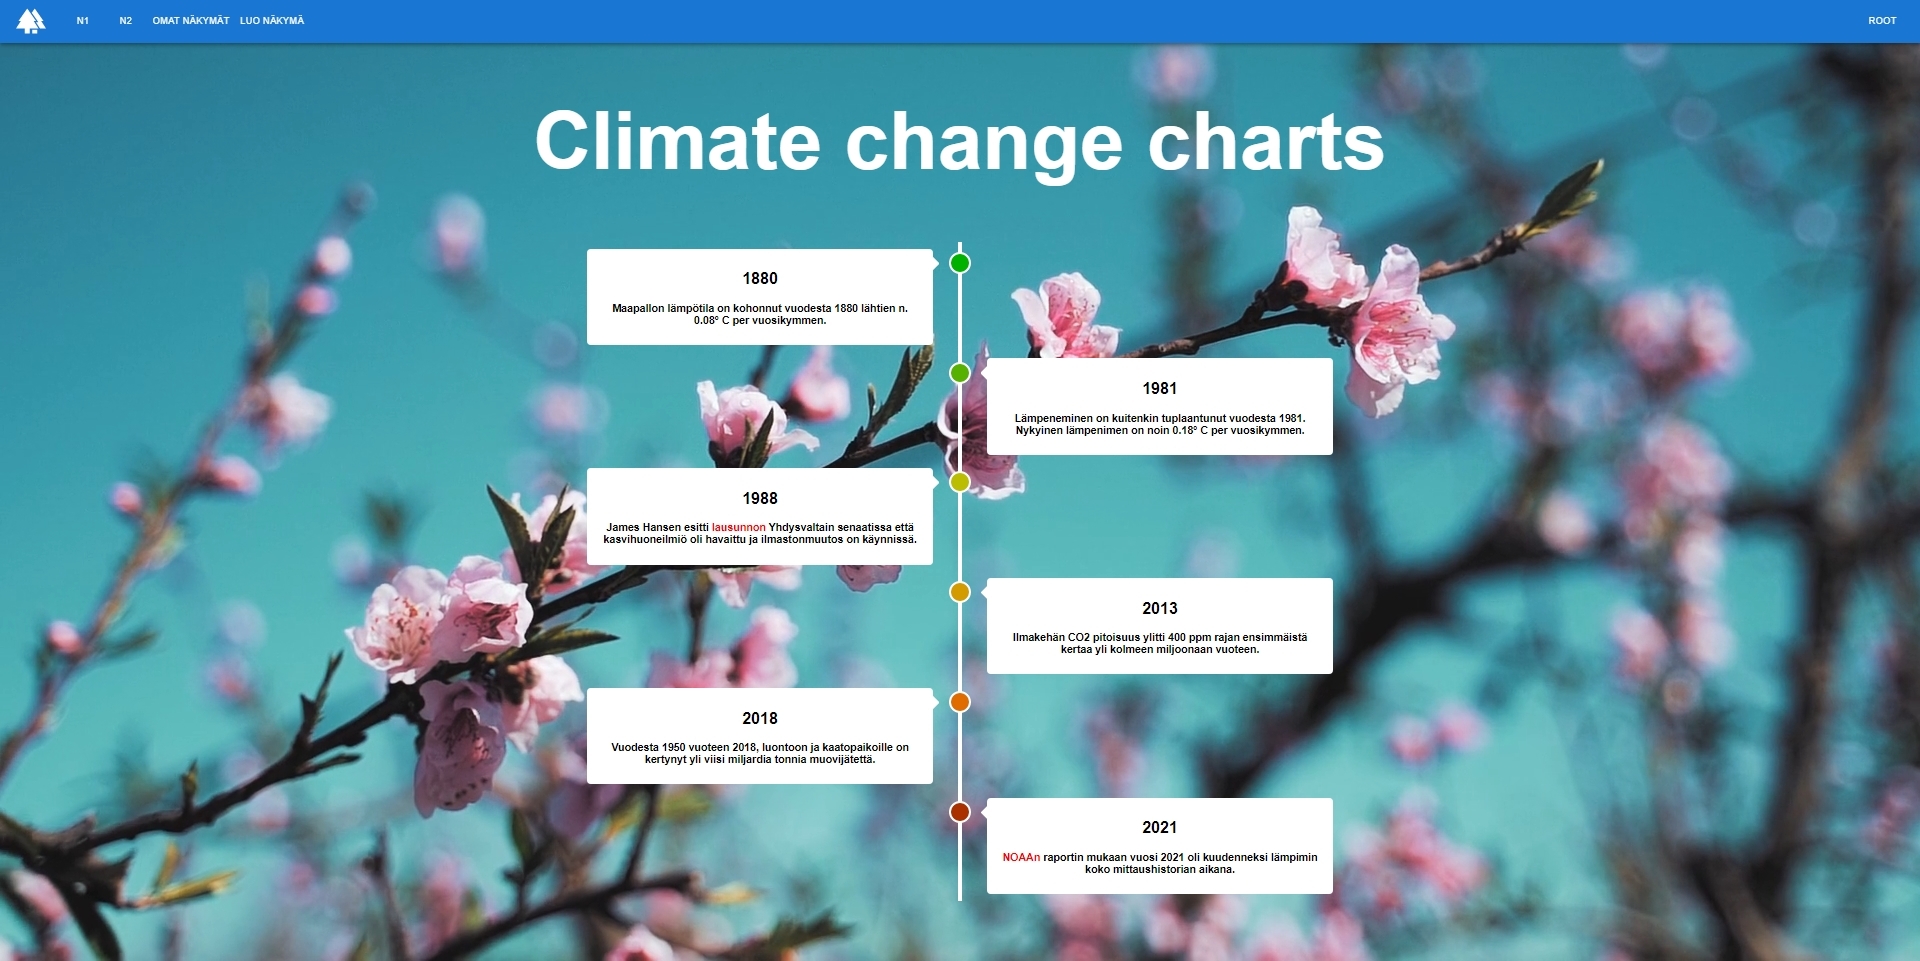 N1 N2 OMAT NÄKYMÄT LUO NÄKYMÄ ROOT
Climate change charts
1880
Maapallon lämpötila on kohonnut vuodesta 1880 lähtien n.
0.08° C per vuosikymmen.
1981
Lämpeneminen on kuitenkin tuplaantunut vuodesta 1981.
Nykyinen lämpenimen on noin 0.18° C per vuosikymmen.
1988
James Hansen esitti lausunnon Yhdysvaltain senaatissa että
kasvihuoneilmiö oli havaittu ja ilmastonmuutos on käynnissä.
2013
Ilmakehän CO2 pitoisuus ylitti 400 ppm rajan ensimmäistä
kertaa yli kolmeen miljoonaan vuoteen.
2018
Vuodesta 1950 vuoteen 2018, luontoon ja kaatopaikoille on
kertynyt yli viisi miljardia tonnia muovijätettä.
2021
NOAAn raportin mukaan vuosi 2021 oli kuudenneksi lämpimin
koko mittaushistorian aikana.